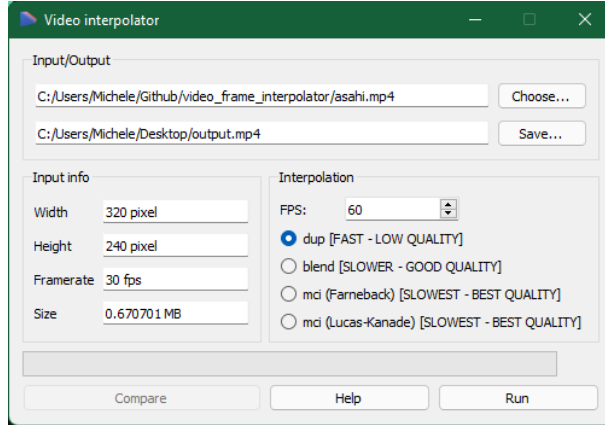 Video interpolator
Input/Output
C:/Users/Michele/Github/video_frame_interpolator/asahi.mp4 Choose...
C:/Users/Michele/Desktop/output.mp4 Save...
Input info
Width 320 pixel
Height 240 pixel
Framerate 30 fps
Size 0.670701 MB
Interpolation
FPS: 60
dup [FAST - LOW QUALITY]
blend [SLOWER - GOOD QUALITY]
mci (Farneback) [SLOWEST - BEST QUALITY]
mci (Lucas-Kanade) [SLOWEST - BEST QUALITY]
Compare Help Run